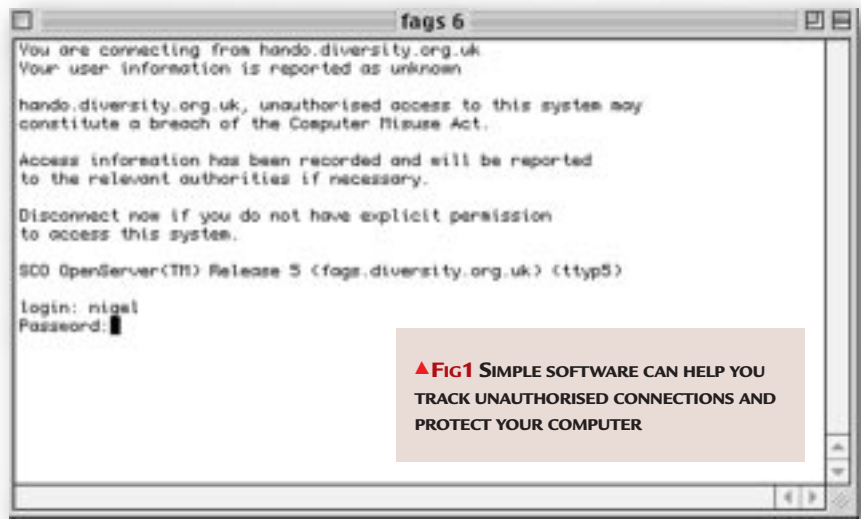 fags 6
You are connecting from hando.diversity.org.uk
Your user information is reported as unknown
hando.diversity.org.uk, unauthorised access to this system may
constitute a breach of the Computer Misuse Act.
Access information has been recorded and will be reported
to the relevant authorities if necessary.
Disconnect now if you do not have explicit permission
to access this system.
SCO OpenServer(TM) Release 5 (fags.diversity.org.uk) (ttyp5)
login: nigel
Password:
▲FIG1 SIMPLE SOFTWARE CAN HELP YOU
TRACK UNAUTHORISED CONNECTIONS AND
PROTECT YOUR COMPUTER